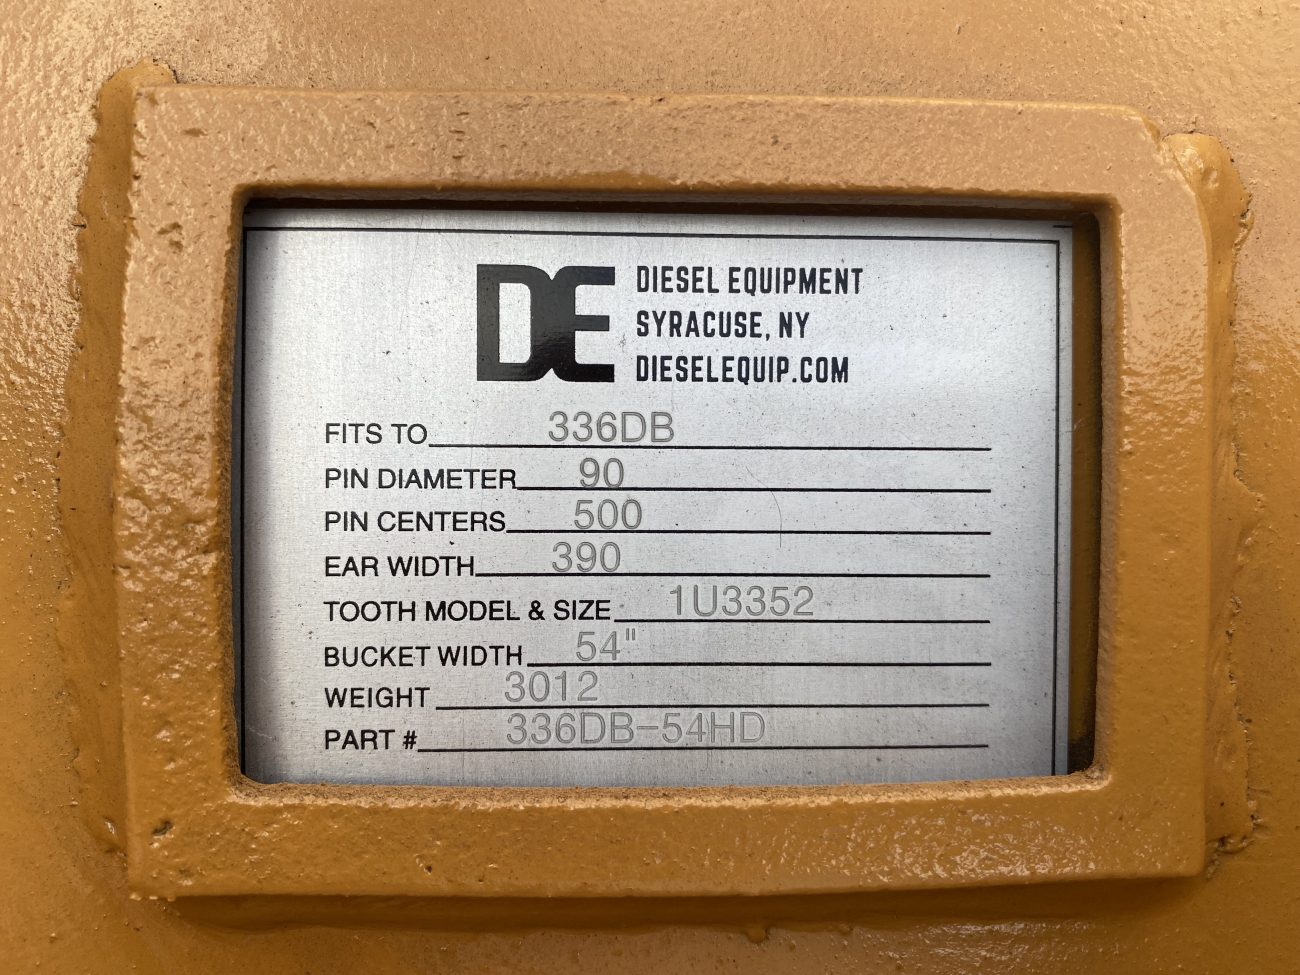 DE
DIESEL EQUIPMENT
SYRACUSE, NY
DIESELEQUIP.COM
FITS TO 336DB
PIN DIAMETER 90
PIN CENTERS 500
EAR WIDTH 390
TOOTH MODEL & SIZE 1U3352
BUCKET WIDTH 54"
WEIGHT 3012
PART # 336DB-54HD